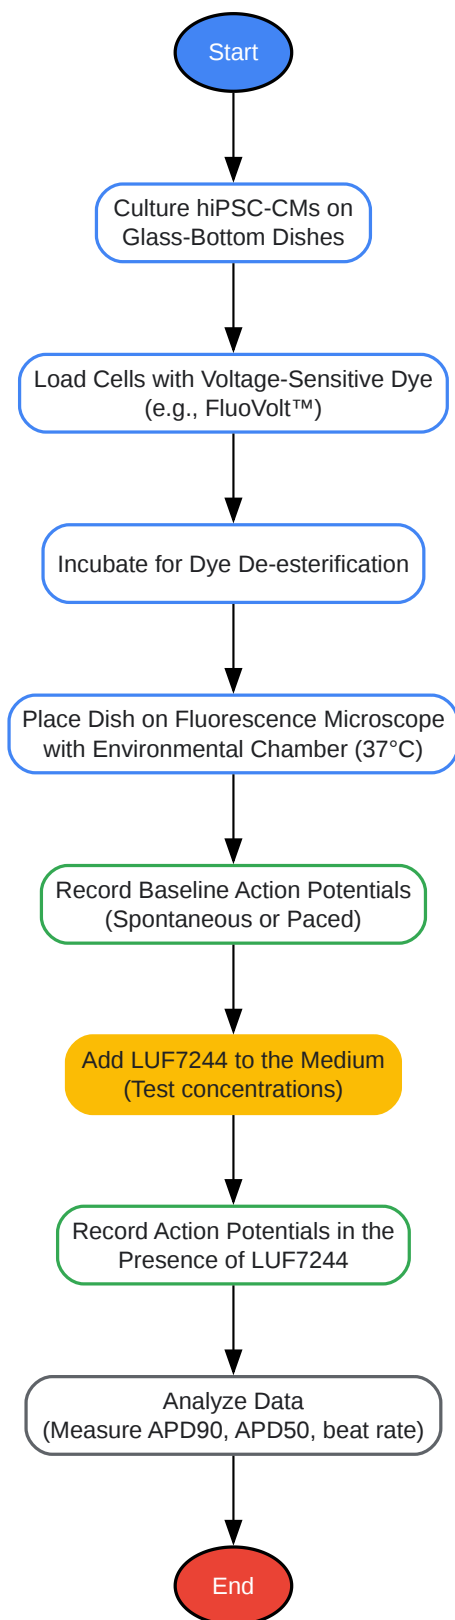 Start
Culture hiPSC-CMs on
Glass-Bottom Dishes
Load Cells with Voltage-Sensitive Dye
(e.g., FluoVolt™)
Incubate for Dye De-esterification
Place Dish on Fluorescence Microscope
with Environmental Chamber (37°C)
Record Baseline Action Potentials
(Spontaneous or Paced)
Add LUF7244 to the Medium
(Test concentrations)
Record Action Potentials in the
Presence of LUF7244
Analyze Data
(Measure APD90, APD50, beat rate)
End